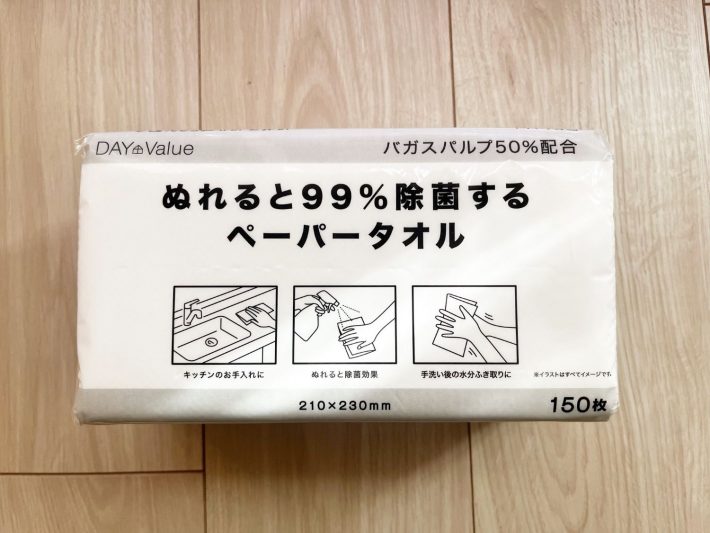 DAY Value
バガスパルプ50%配合
ぬれると99%除菌する
ペーパータオル
キッチンのお手入れに
ぬれると除菌効果
手洗い後の水分ふき取りに
※イラストはすべてイメージです。
210×230mm
150枚